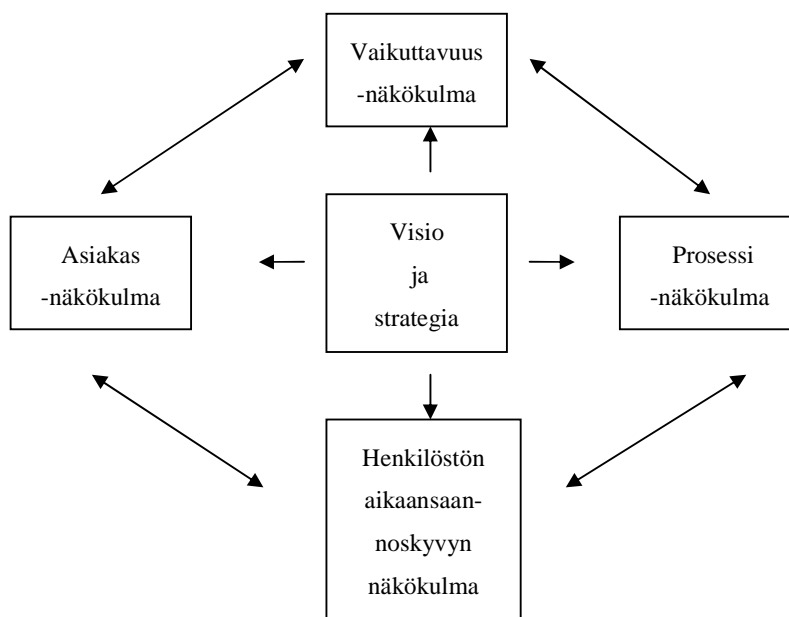 Vaikuttavuus
-näkökulma
Asiakas
-näkökulma
Visio
ja
strategia
Prosessi
-näkökulma
Henkilöstön
aikaansaan-
noskyvyn
näkökulma